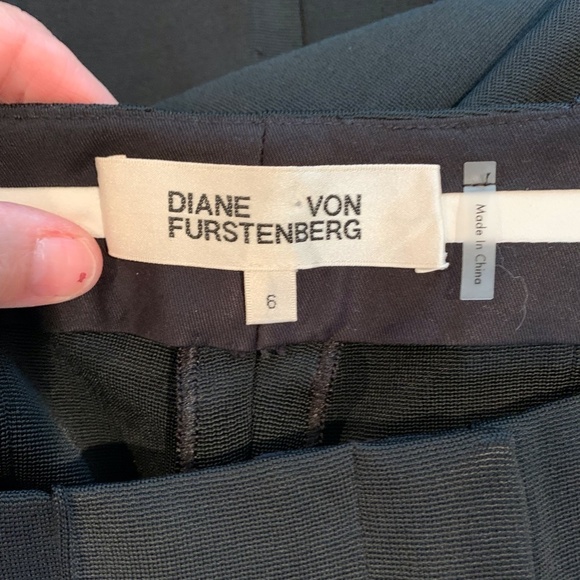 DIANE VON
FURSTENBERG
6
Made In China